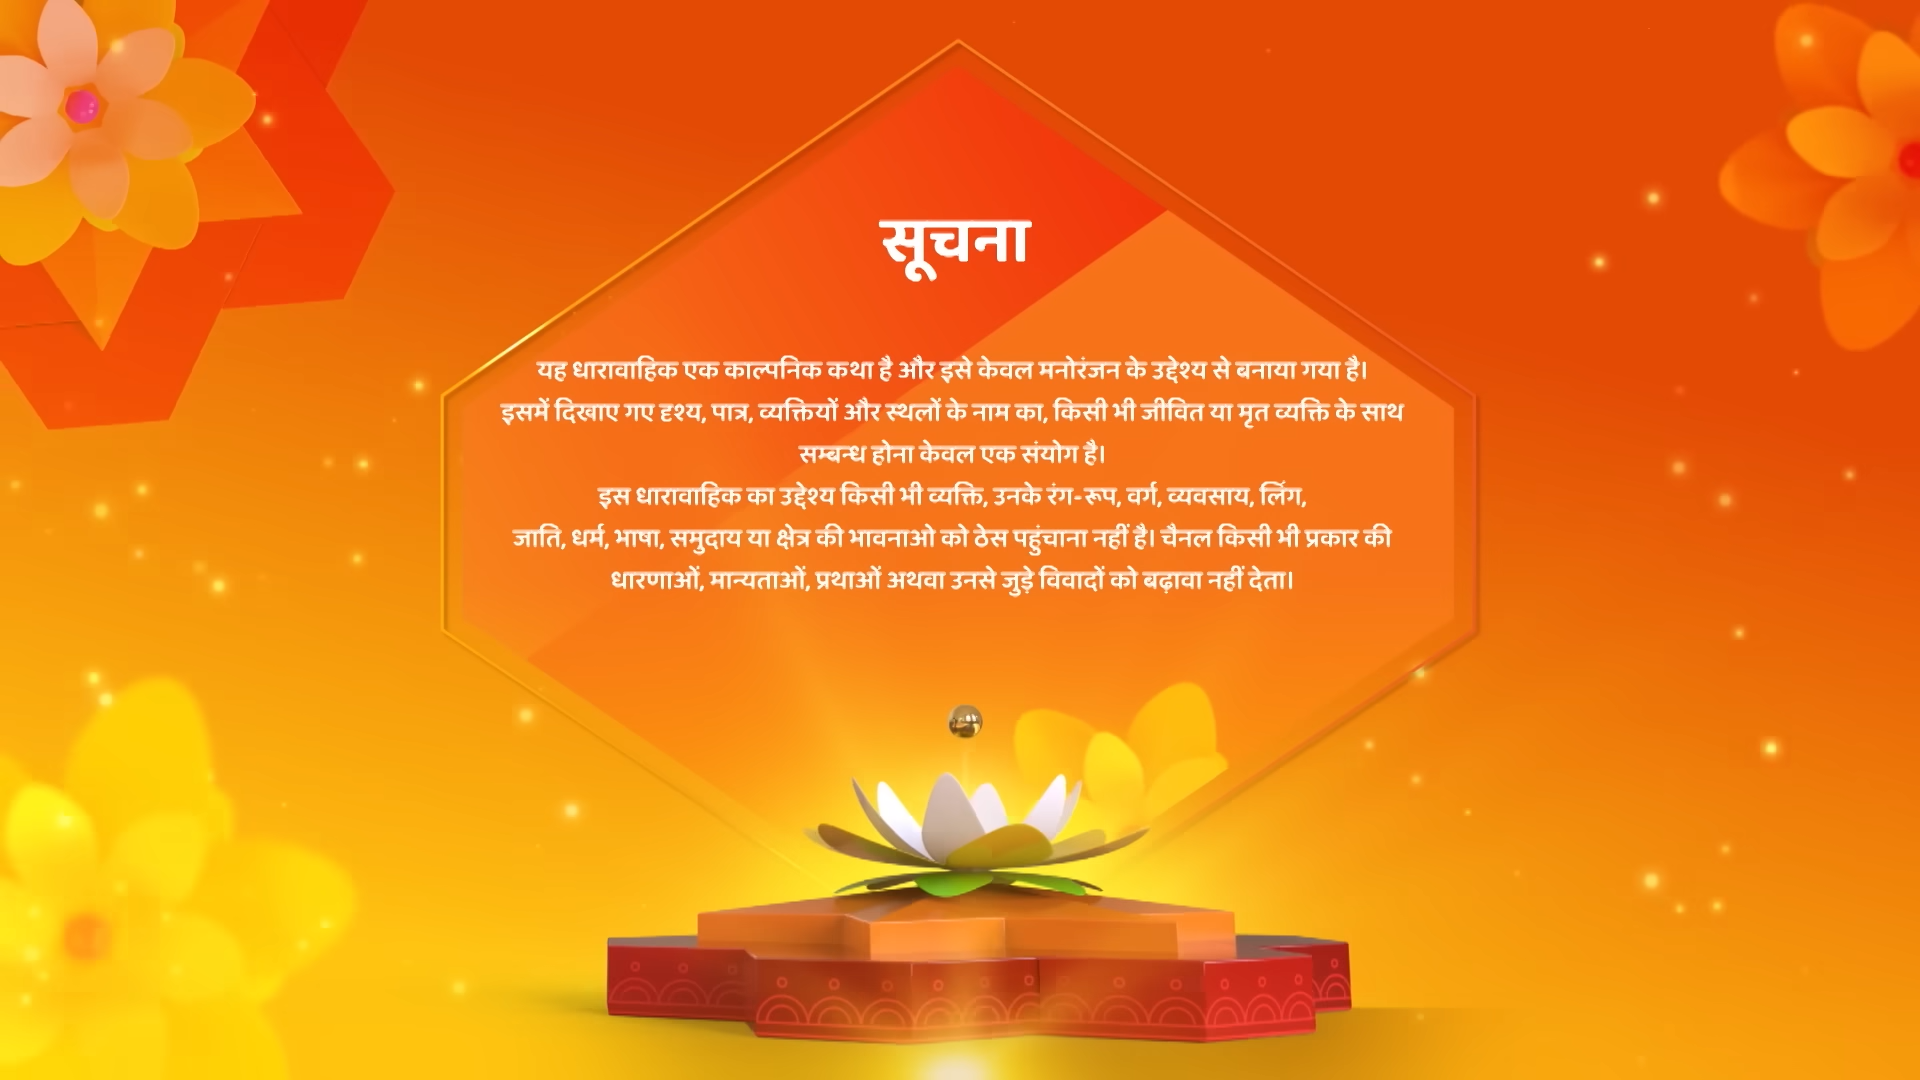 सूचना
यह धारावाहिक एक काल्पनिक कथा है और इसे केवल मनोरंजन के उद्देश्य से बनाया गया है।
इसमें दिखाए गए दृश्य, पात्र, व्यक्तियों और स्थलों के नाम का, किसी भी जीवित या मृत व्यक्ति के साथ
सम्बन्ध होना केवल एक संयोग है।
इस धारावाहिक का उद्देश्य किसी भी व्यक्ति, उनके रंग-रूप, वर्ग, व्यवसाय, लिंग,
जाति, धर्म, भाषा, समुदाय या क्षेत्र की भावनाओ को ठेस पहुंचाना नहीं है। चैनल किसी भी प्रकार की
धारणाओं, मान्यताओं, प्रथाओं अथवा उनसे जुड़े विवादों को बढ़ावा नहीं देता।